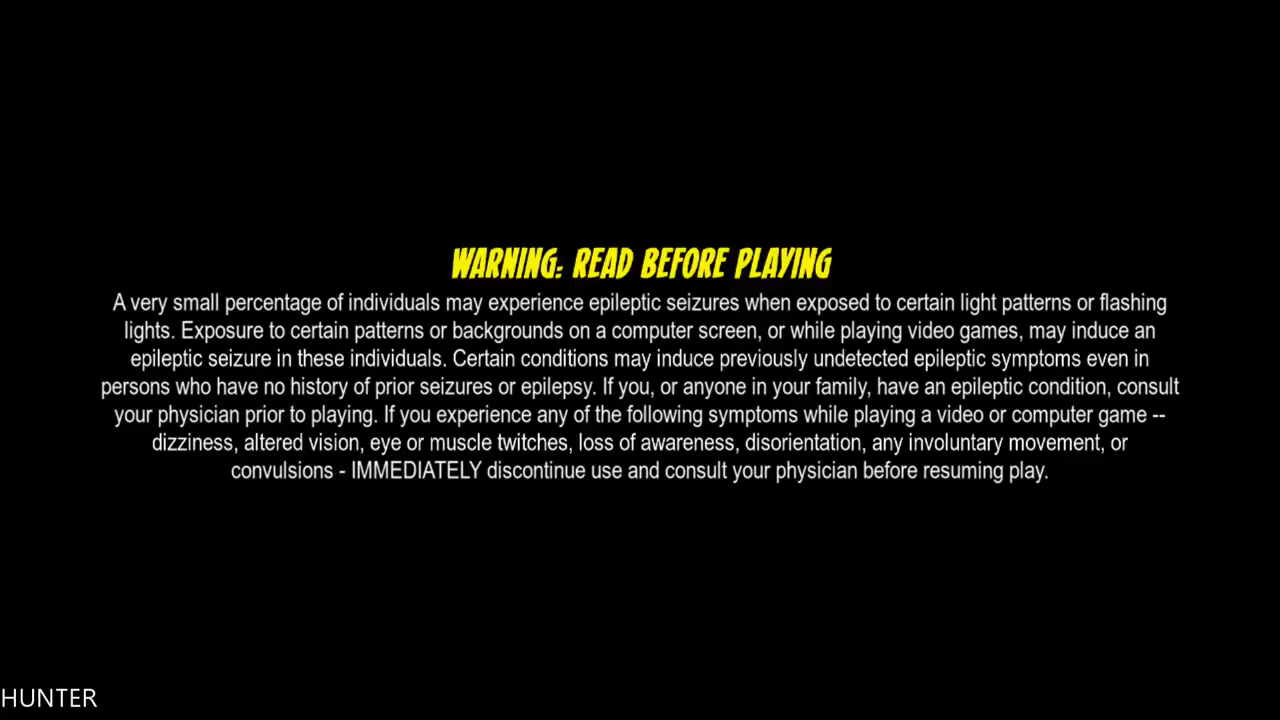 WARNING: READ BEFORE PLAYING
A very small percentage of individuals may experience epileptic seizures when exposed to certain light patterns or flashing
lights. Exposure to certain patterns or backgrounds on a computer screen, or while playing video games, may induce an
epileptic seizure in these individuals. Certain conditions may induce previously undetected epileptic symptoms even in
persons who have no history of prior seizures or epilepsy. If you, or anyone in your family, have an epileptic condition, consult
your physician prior to playing. If you experience any of the following symptoms while playing a video or computer game --
dizziness, altered vision, eye or muscle twitches, loss of awareness, disorientation, any involuntary movement, or
convulsions - IMMEDIATELY discontinue use and consult your physician before resuming play.
HUNTER